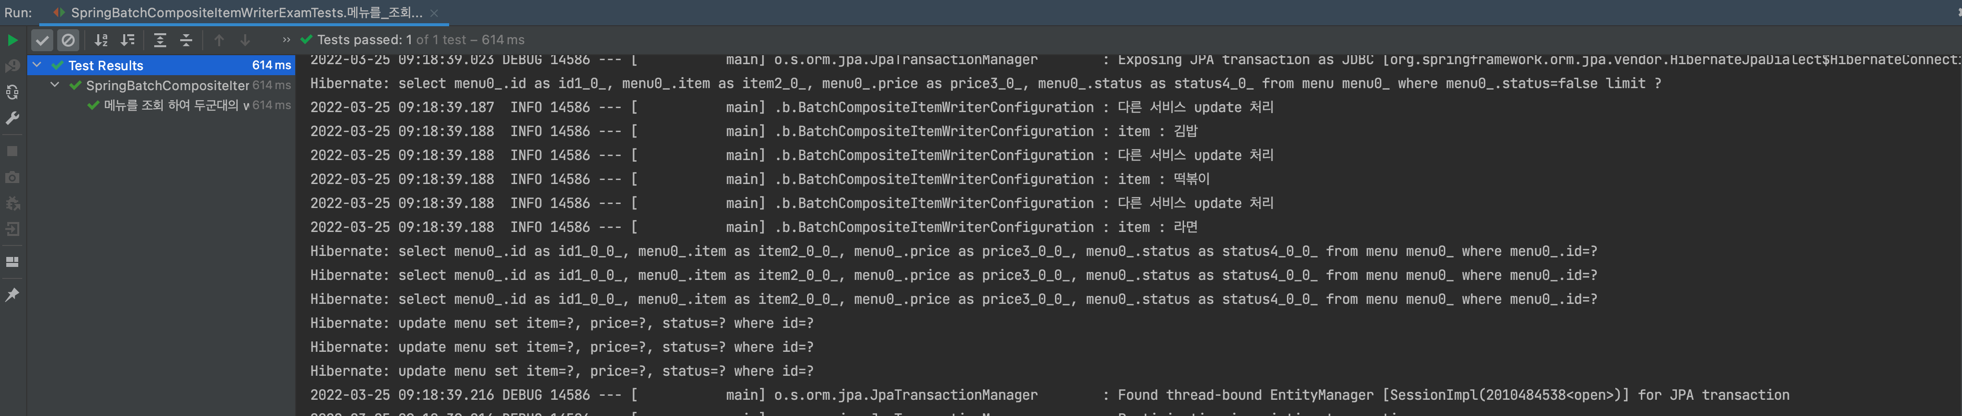 Run: SpringBatchCompositeItemWriterExamTests.메뉴를_조회...
Tests passed: 1 of 1 test – 614 ms
Test Results 614 ms
SpringBatchCompositeIter 614 ms
메뉴를 조회 하여 두군대의 w 614 ms
2022-03-25 09:18:39.023 DEBUG 14586 --- [ main] o.s.orm.jpa.JpaTransactionManager : Exposing JPA transaction as JDBC [org.springframework.orm.jpa.vendor.HibernateJpaDialect$HibernateConnecti
Hibernate: select menu0_.id as id1_0_, menu0_.item as item2_0_, menu0_.price as price3_0_, menu0_.status as status4_0_ from menu menu0_ where menu0_.status=false limit ?
2022-03-25 09:18:39.187 INFO 14586 --- [ main] .b.BatchCompositeItemWriterConfiguration : 다른 서비스 update 처리
2022-03-25 09:18:39.188 INFO 14586 --- [ main] .b.BatchCompositeItemWriterConfiguration : item : 김밥
2022-03-25 09:18:39.188 INFO 14586 --- [ main] .b.BatchCompositeItemWriterConfiguration : 다른 서비스 update 처리
2022-03-25 09:18:39.188 INFO 14586 --- [ main] .b.BatchCompositeItemWriterConfiguration : item : 떡볶이
2022-03-25 09:18:39.188 INFO 14586 --- [ main] .b.BatchCompositeItemWriterConfiguration : 다른 서비스 update 처리
2022-03-25 09:18:39.188 INFO 14586 --- [ main] .b.BatchCompositeItemWriterConfiguration : item : 라면
Hibernate: select menu0_.id as id1_0_0_, menu0_.item as item2_0_0_, menu0_.price as price3_0_0_, menu0_.status as status4_0_0_ from menu menu0_ where menu0_.id=?
Hibernate: select menu0_.id as id1_0_0_, menu0_.item as item2_0_0_, menu0_.price as price3_0_0_, menu0_.status as status4_0_0_ from menu menu0_ where menu0_.id=?
Hibernate: select menu0_.id as id1_0_0_, menu0_.item as item2_0_0_, menu0_.price as price3_0_0_, menu0_.status as status4_0_0_ from menu menu0_ where menu0_.id=?
Hibernate: update menu set item=?, price=?, status=? where id=?
Hibernate: update menu set item=?, price=?, status=? where id=?
Hibernate: update menu set item=?, price=?, status=? where id=?
2022-03-25 09:18:39.216 DEBUG 14586 --- [ main] o.s.orm.jpa.JpaTransactionManager : Found thread-bound EntityManager [SessionImpl(2010484538<open>)] for JPA transaction